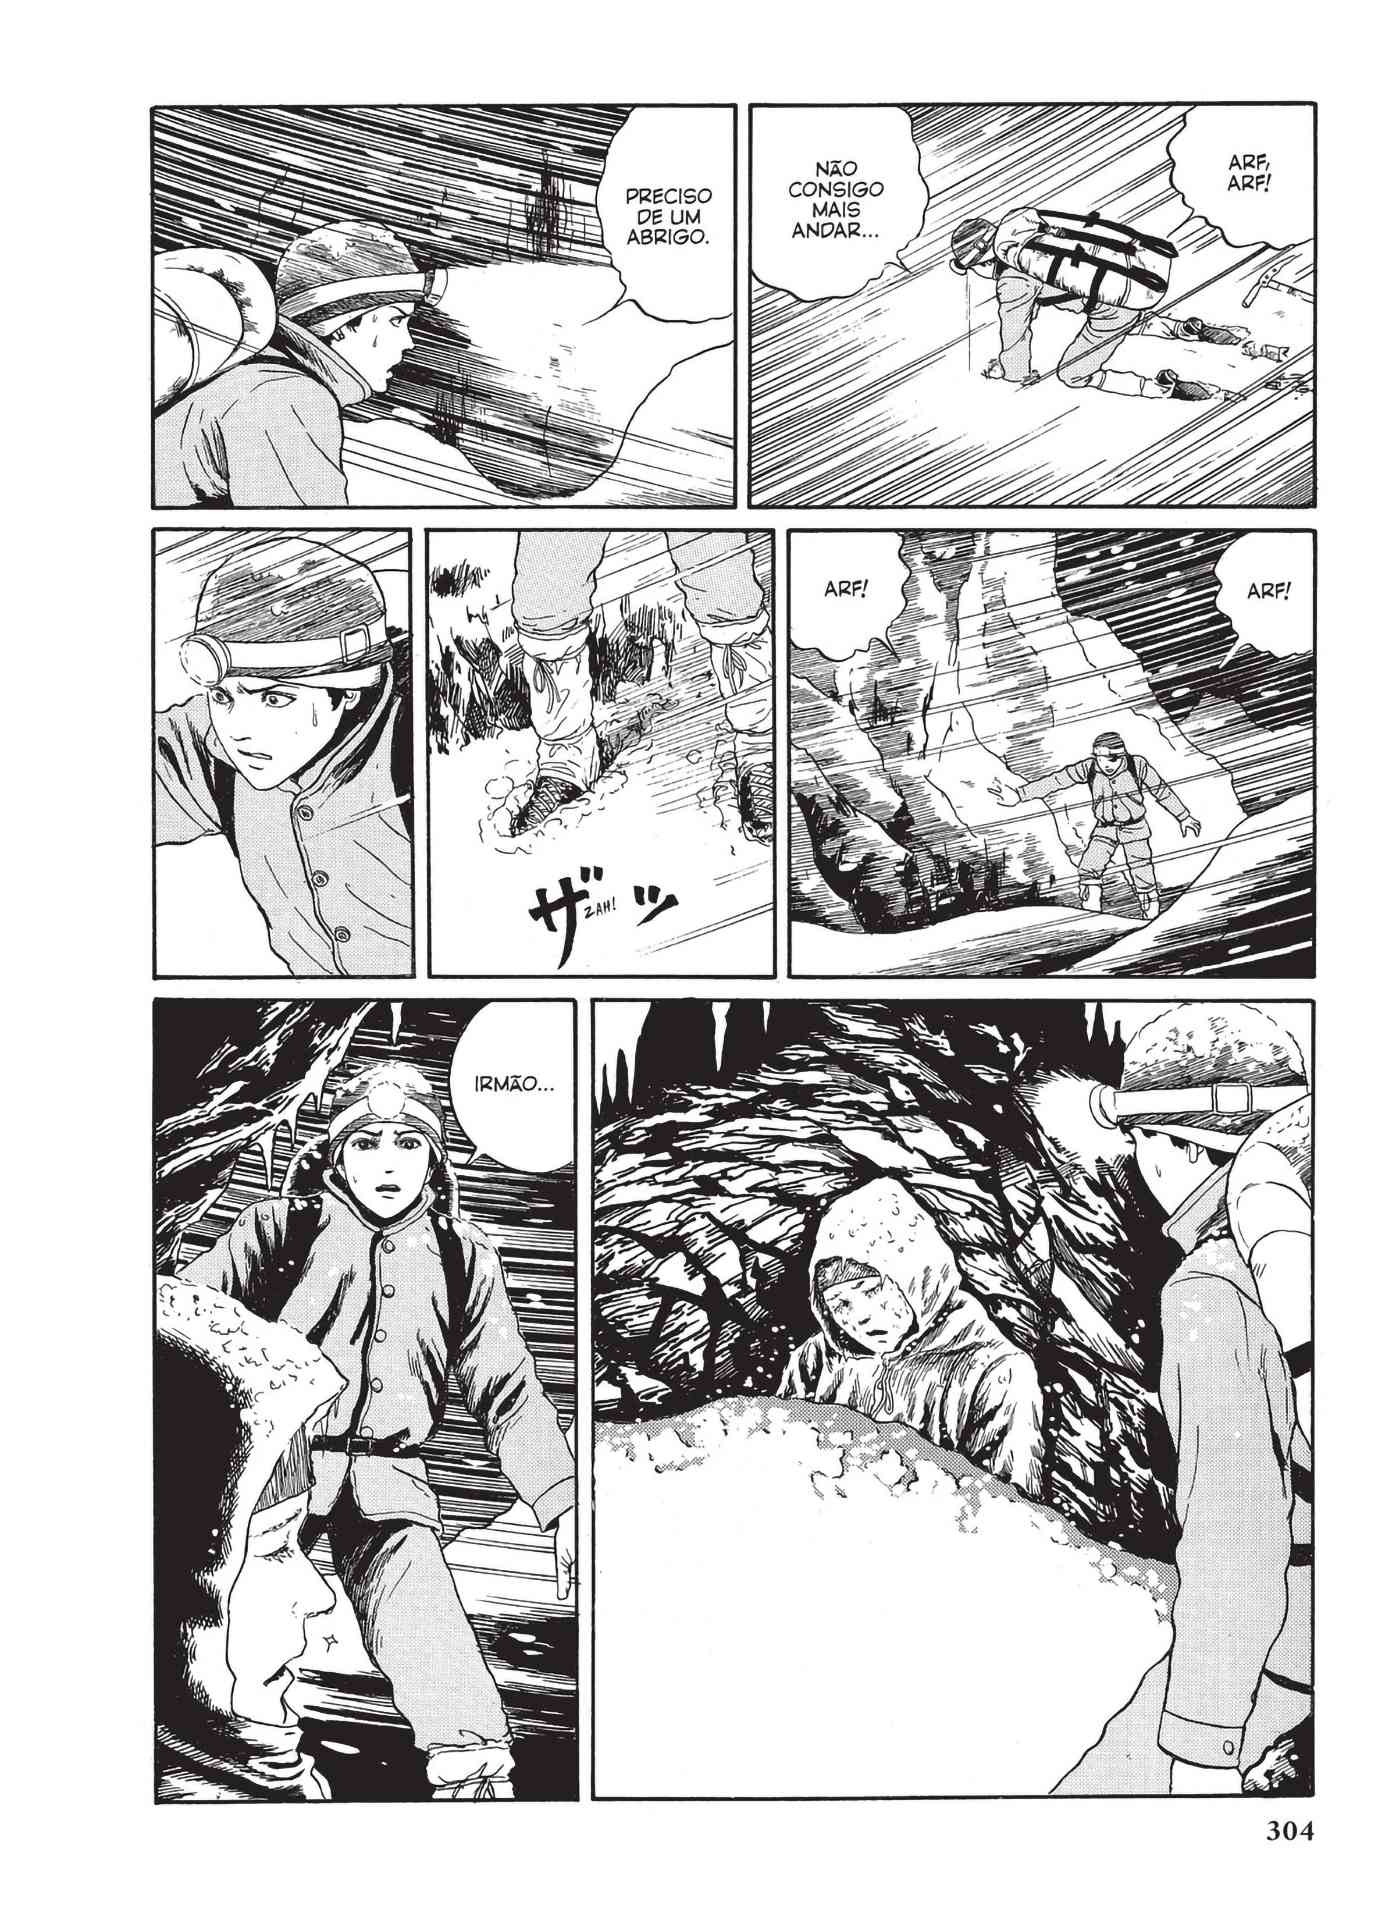 ARF,
ARF!
NÃO
CONSIGO
MAIS
ANDAR...
PRECISO
DE UM
ABRIGO.
ARF!
ARF!
ザッ
ZAH!
IRMÃO...
304